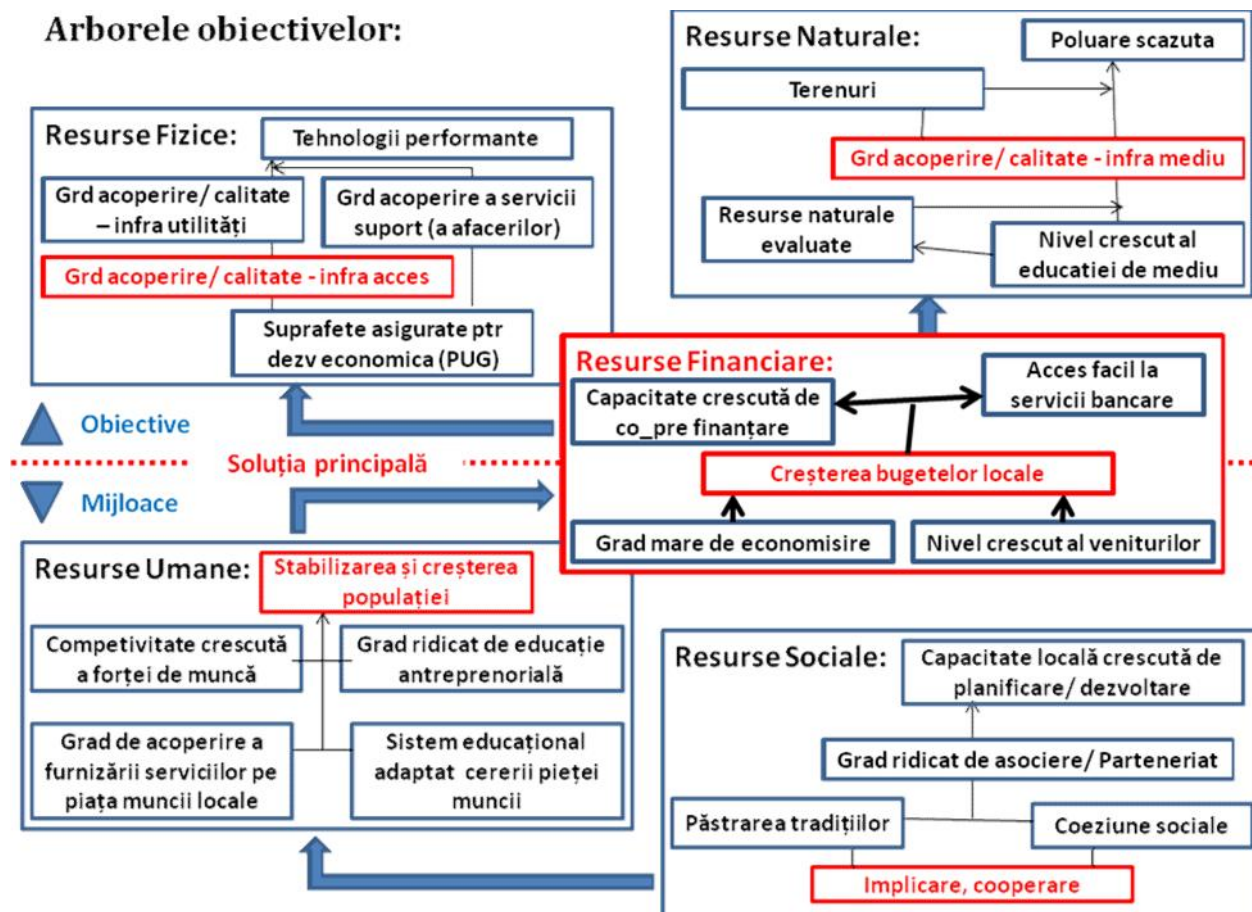 Arborele obiectivelor:
Resurse Naturale:
Poluare scazuta
Terenuri
Grd acoperire/ calitate - infra mediu
Resurse naturale
evaluate
Nivel crescut al
educatiei de mediu
Resurse Fizice:
Tehnologii performante
Grd acoperire/ calitate
– infra utilități
Grd acoperire a servicii
suport (a afacerilor)
Grd acoperire/ calitate - infra acces
Suprafete asigurate ptr
dezv economica (PUG)
Resurse Financiare:
Capacitate crescută de
co_pre finanțare
Acces facil la
servicii bancare
Creșterea bugetelor locale
Grad mare de economisire
Nivel crescut al veniturilor
Obiective
Soluția principală
Mijloace
Resurse Umane:
Stabilizarea și creșterea
populației
Competivitate crescută
a forței de muncă
Grad ridicat de educație
antreprenorială
Grad de acoperire a
furnizării serviciilor pe
piața muncii locale
Sistem educațional
adaptat cererii pieței
muncii
Resurse Sociale:
Capacitate locală crescută de
planificare/ dezvoltare
Grad ridicat de asociere/ Parteneriat
Păstrarea tradițiilor
Coeziune sociale
Implicare, cooperare